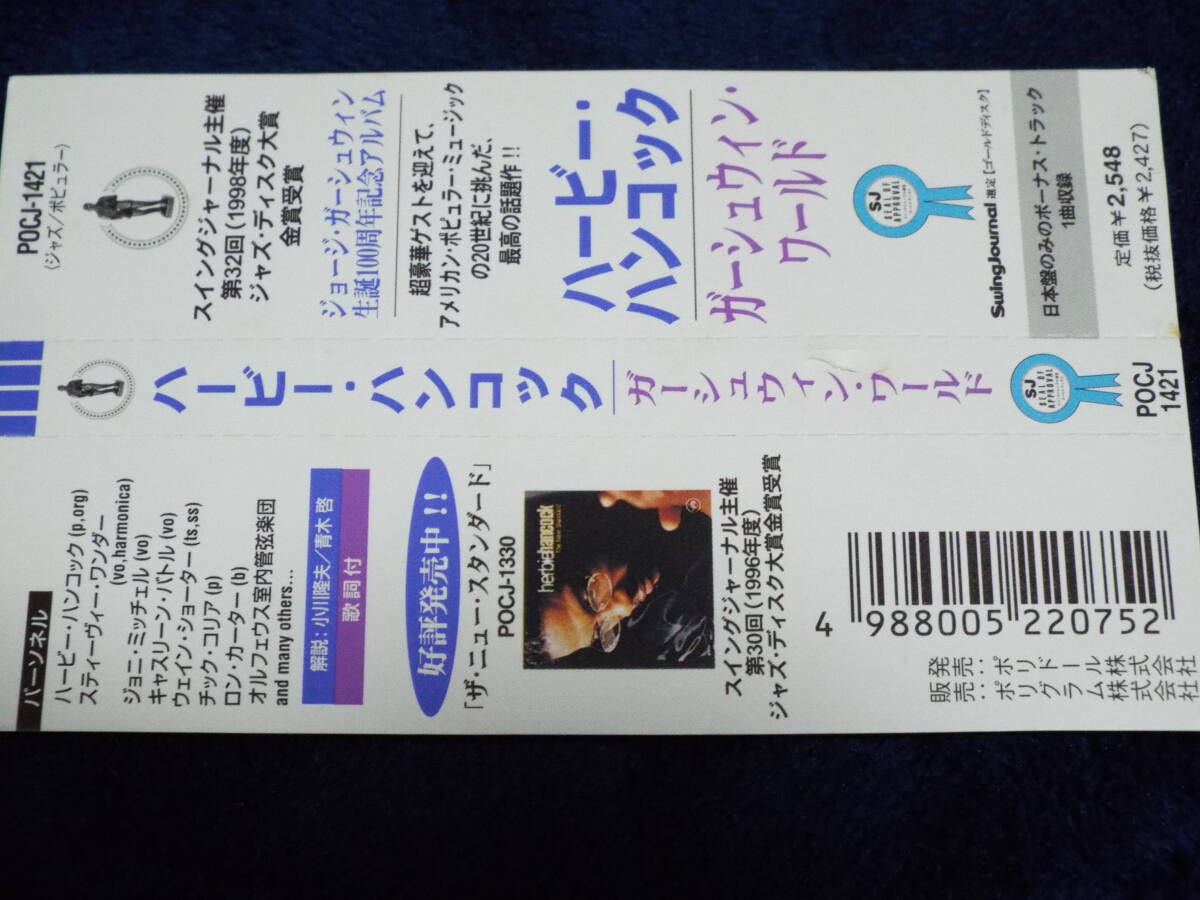 POCJ-1421
〈ジャズ/ポピュラー〉
スイングジャーナル主催
第32回(1998年度)
ジャズ・ディスク大賞
金賞受賞
ジョージ・ガーシュウィン
生誕100周年記念アルバム
超豪華ゲストを迎えて、
アメリカン・ポピュラー・ミュージック
の20世紀に挑んだ、
最高の話題作!!
ハービー・
ハンコック
ガーシュウィン・
ワールド
SJ
SEAL OF
APPROVAL
SwingJournal 選定［ゴールドディスク］
日本盤のみのボーナス・トラック
1曲収録
定価￥2,548
(税抜価格￥2,427)
ハービー・ハンコック
ガーシュウィン・ワールド
SJ
SEAL OF
APPROVAL
POCJ
1421
パーソネル
ハービー・ハンコック (p,org)
スティーヴィー・ワンダー
(vo,harmonica)
ジョニ・ミッチェル (vo)
キャスリーン・バトル (vo)
ウェイン・ショーター (ts,ss)
チック・コリア (p)
ロン・カーター (b)
オルフェウス室内管弦楽団
and many others...
解説：小川隆夫／青木 啓
歌詞付
好評発売中!!
「ザ・ニュー・スタンダード」
POCJ-1330
herbiehancock
スイングジャーナル主催
第30回(1996年度)
ジャズ・ディスク大賞金賞受賞
4 988005 220752
発売：ポリドール株式会社
販売：ポリグラム株式会社